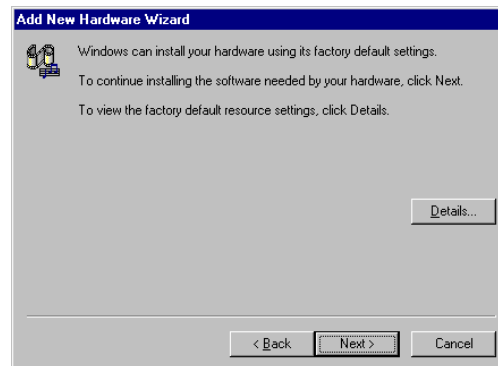 Add New Hardware Wizard
Windows can install your hardware using its factory default settings.
To continue installing the software needed by your hardware, click Next.
To view the factory default resource settings, click Details.
Details...
< Back
Next >
Cancel